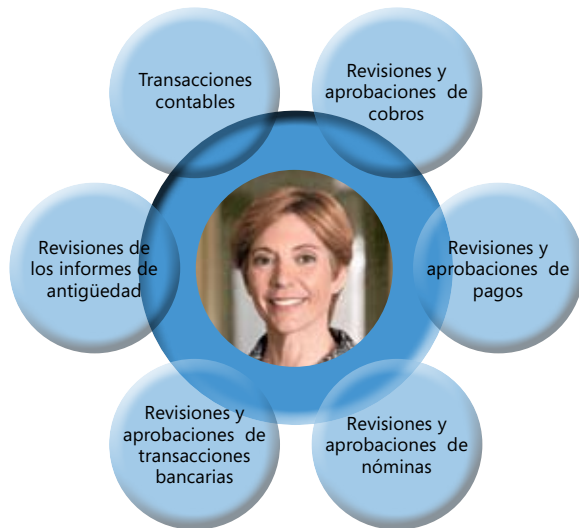 Transacciones
contables
Revisiones y
aprobaciones de
cobros
Revisiones de
los informes de
antigüedad
Revisiones y
aprobaciones de
pagos
Revisiones y
aprobaciones de
transacciones
bancarias
Revisiones y
aprobaciones de
nóminas